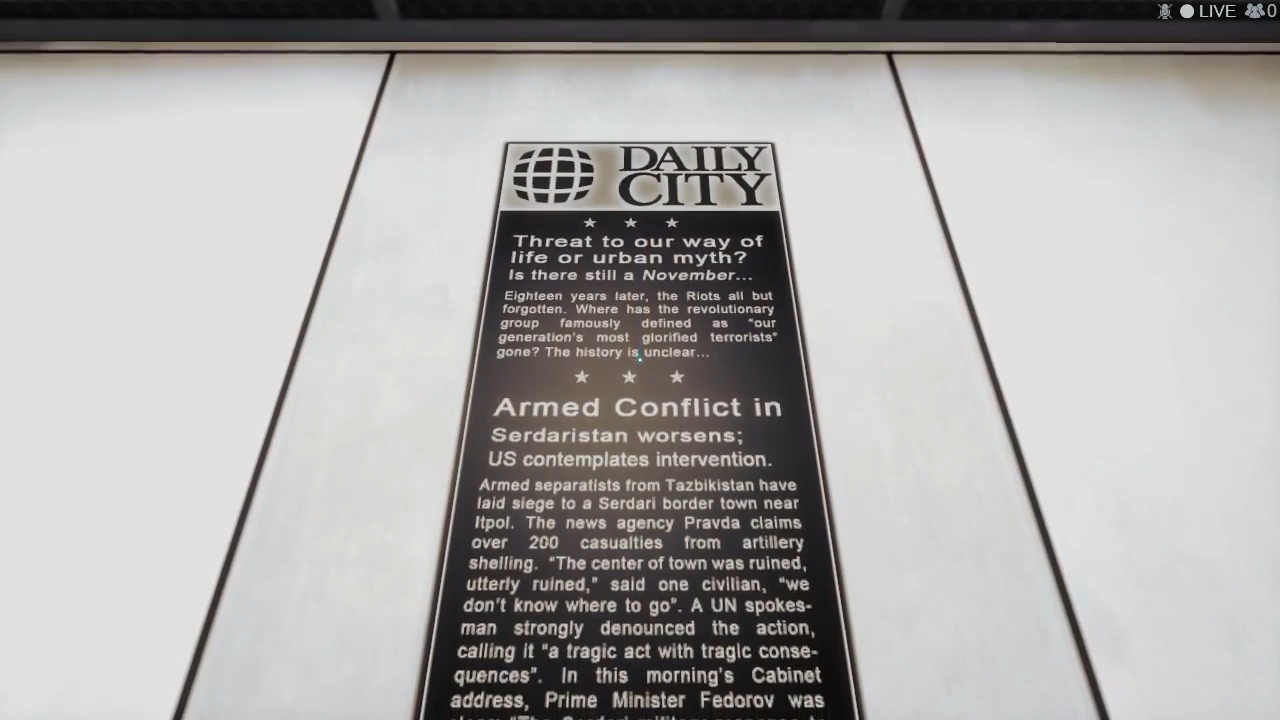 LIVE 0
DAILY
CITY
Threat to our way of
life or urban myth?
Is there still a November...
Eighteen years later, the Riots all but
forgotten. Where has the revolutionary
group famously defined as "our
generation's most glorified terrorists"
gone? The history is unclear...
Armed Conflict in
Serdaristan worsens;
US contemplates intervention.
Armed separatists from Tazbikistan have
laid siege to a Serdari border town near
Itpol. The news agency Pravda claims
over 200 casualties from artillery
shelling. "The center of town was ruined,
utterly ruined," said one civilian, "we
don't know where to go". A UN spokes-
man strongly denounced the action,
calling it "a tragic act with tragic conse-
quences". In this morning's Cabinet
address, Prime Minister Fedorov was